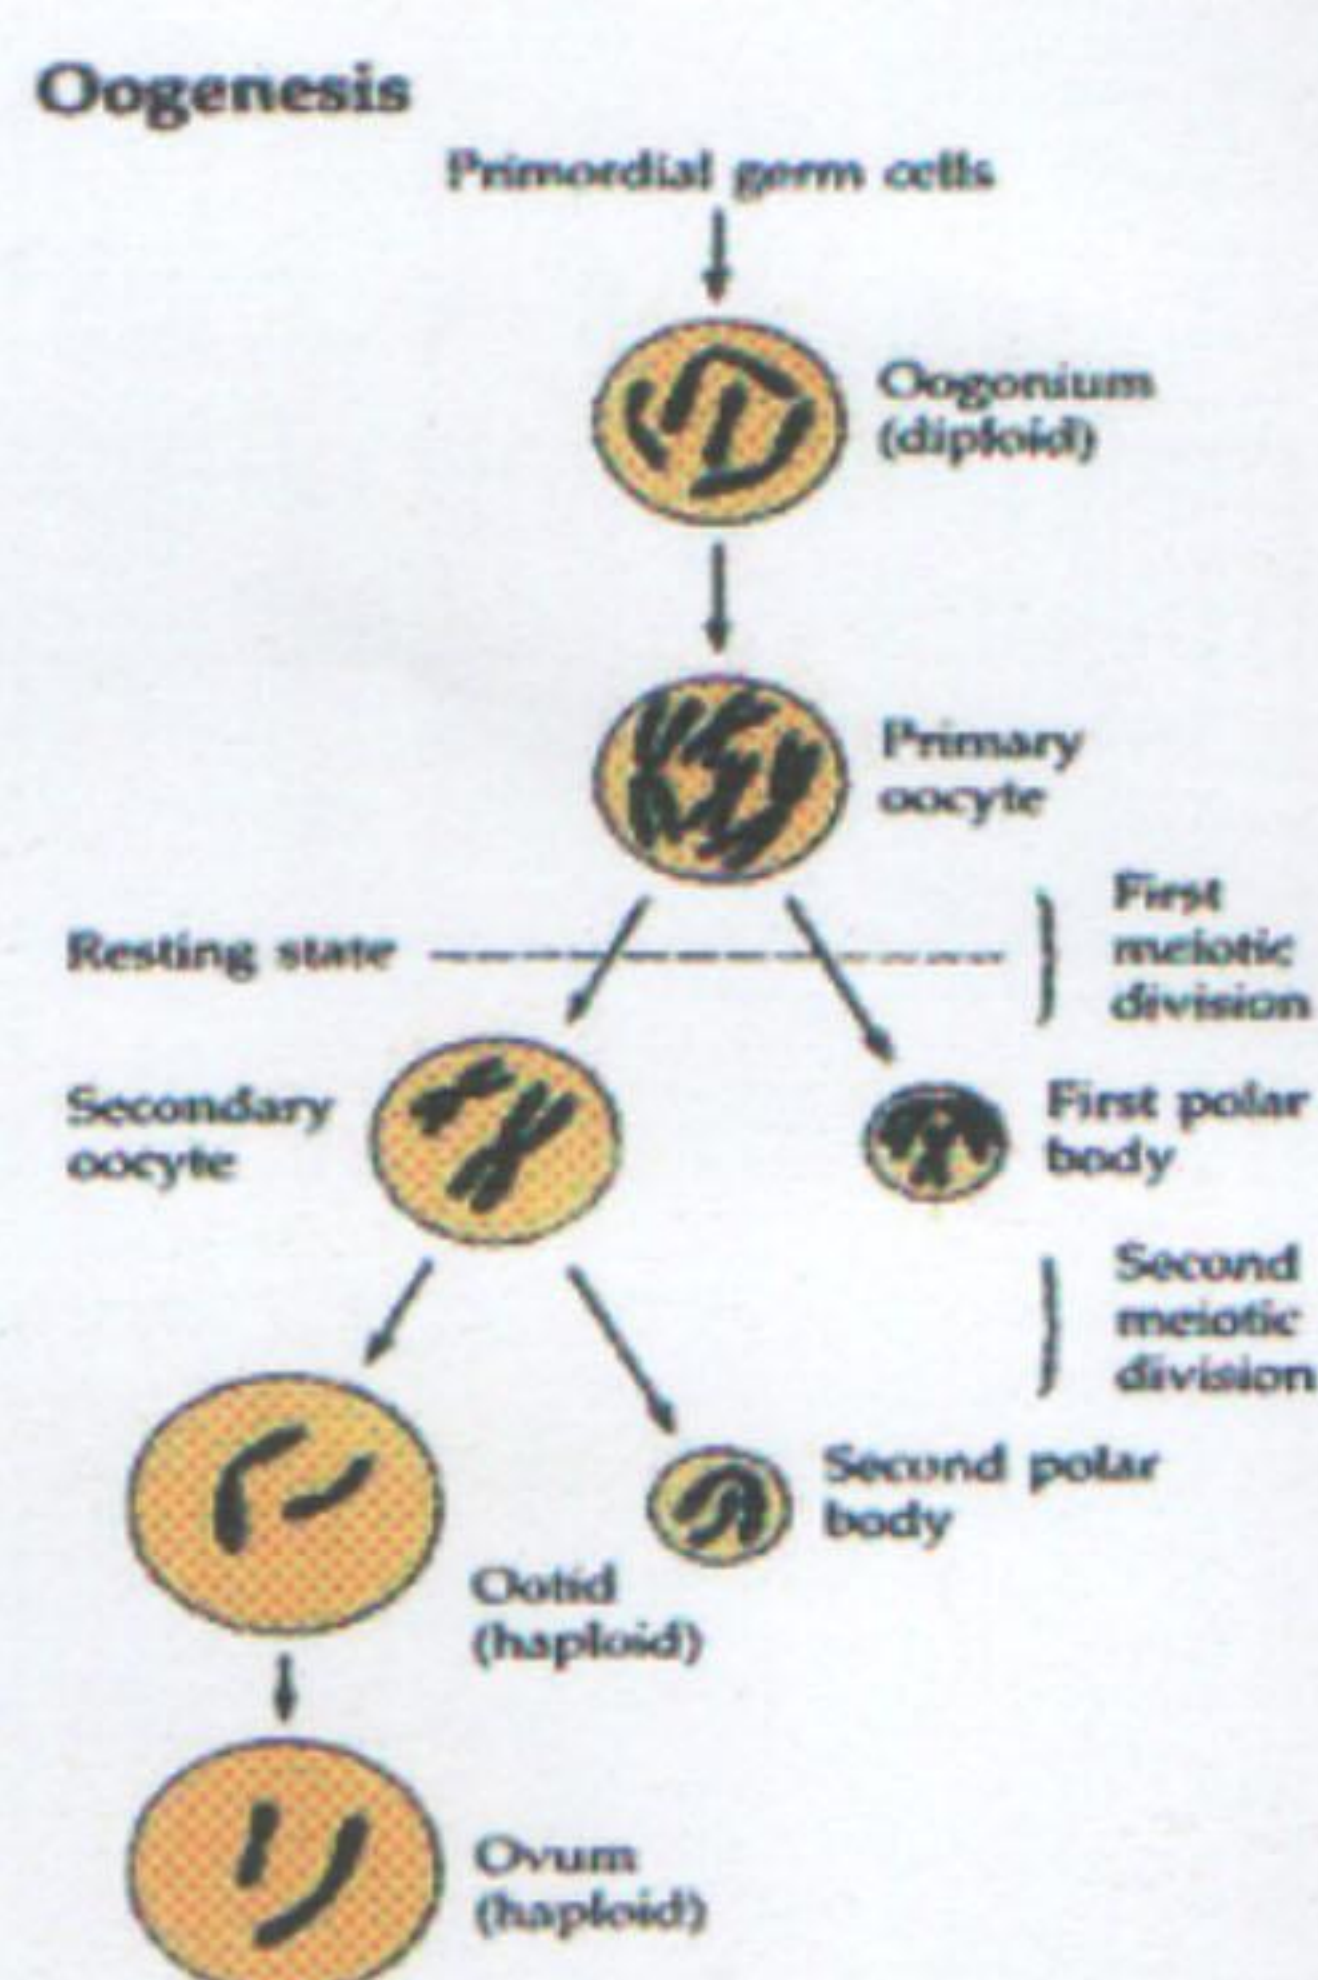 Oogenesis
Primordial germ cells
Oogonium
(diploid)
Primary
oocyte
First
meiotic
division
Resting state
Secondary
oocyte
First polar
body
Second
meiotic
division
Second polar
body
Ootid
(haploid)
Ovum
(haploid)